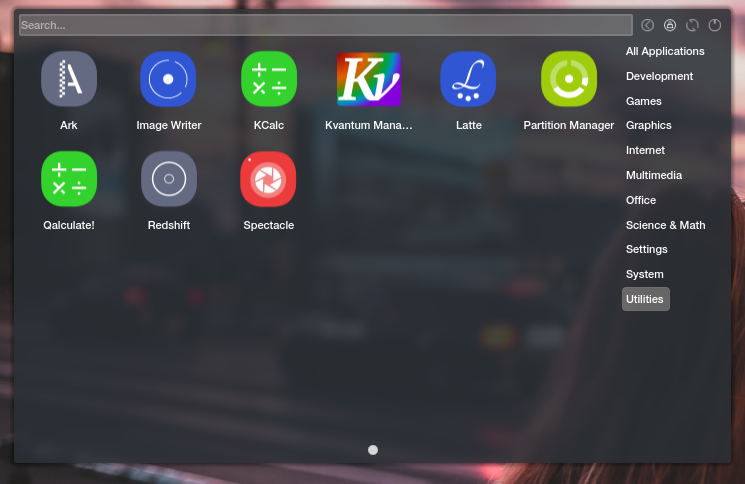 Search...
Ark
Image Writer
KCalc
Kv
Kvantum Mana...
Latte
Partition Manager
Qalculate!
Redshift
Spectacle
All Applications
Development
Games
Graphics
Internet
Multimedia
Office
Science & Math
Settings
System
Utilities